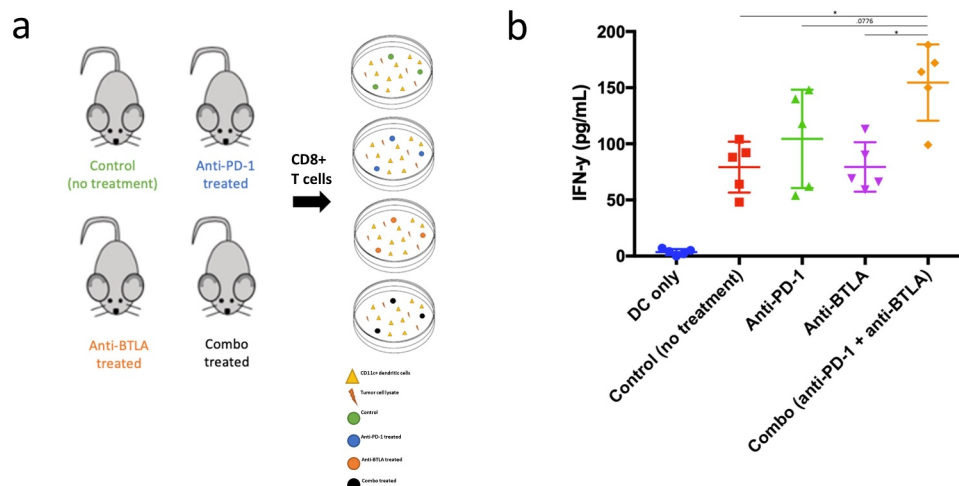 a
Control
(no treatment)
Anti-PD-1
treated
Anti-BTLA
treated
Combo
treated
CD8+
T cells
CD11c+ dendritic cells
Tumor cell lysate
Control
Anti-PD-1 treated
Anti-BTLA treated
Combo treated
b
*
.0776
*
IFN-y (pg/mL)
200
150
100
50
0
DC only
Control (no treatment)
Anti-PD-1
Anti-BTLA
Combo (anti-PD-1 + anti-BTLA)